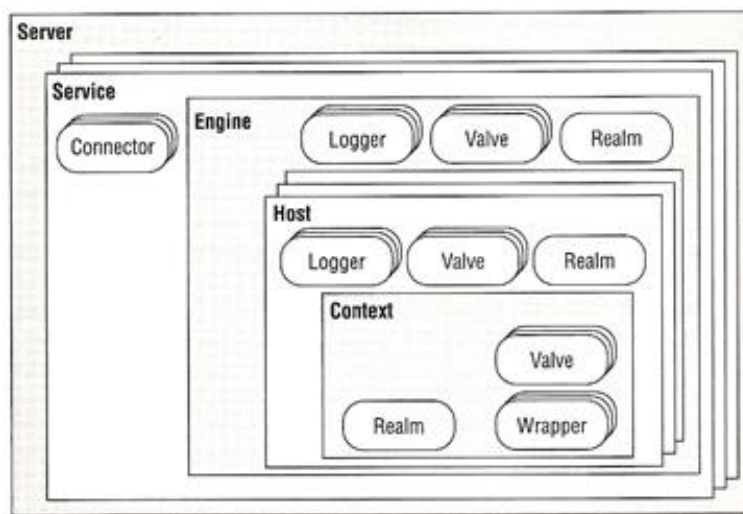 Server
Service
Connector
Engine
Logger
Valve
Realm
Host
Logger
Valve
Realm
Context
Valve
Realm
Wrapper